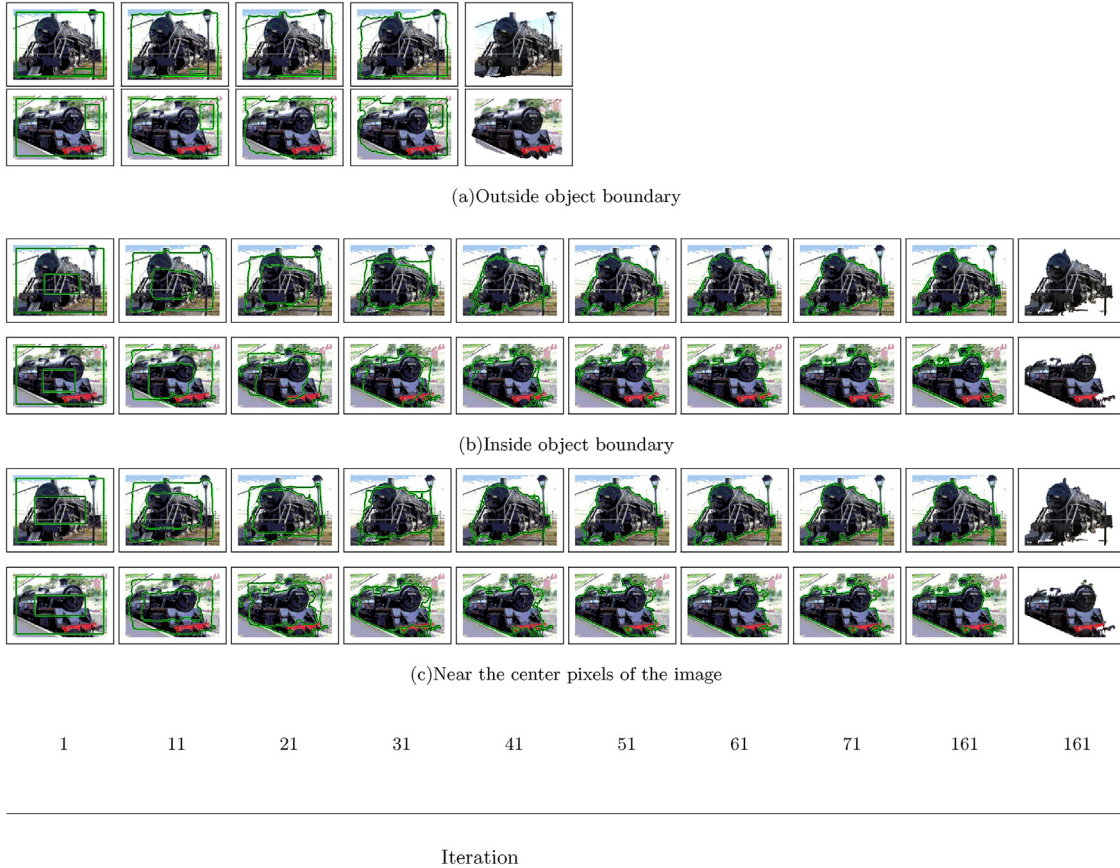 (a)Outside object boundary
(b)Inside object boundary
(c)Near the center pixels of the image
1 11 21 31 41 51 61 71 161 161
Iteration